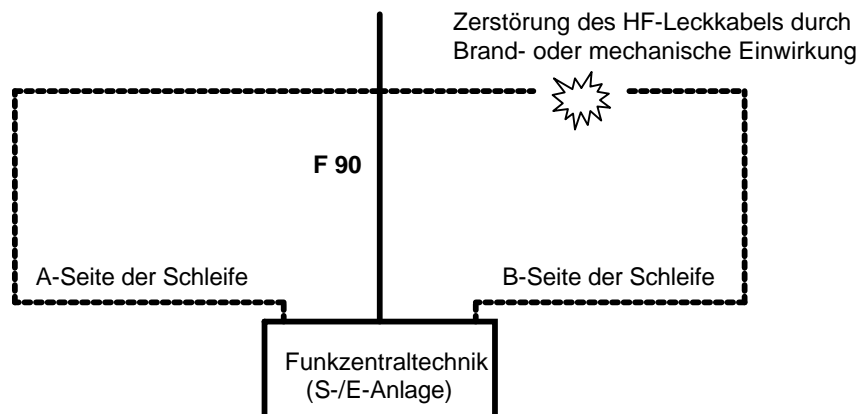 Zerstörung des HF-Leckkabels durch
Brand- oder mechanische Einwirkung
F 90
A-Seite der Schleife
B-Seite der Schleife
Funkzentraltechnik
(S-/E-Anlage)